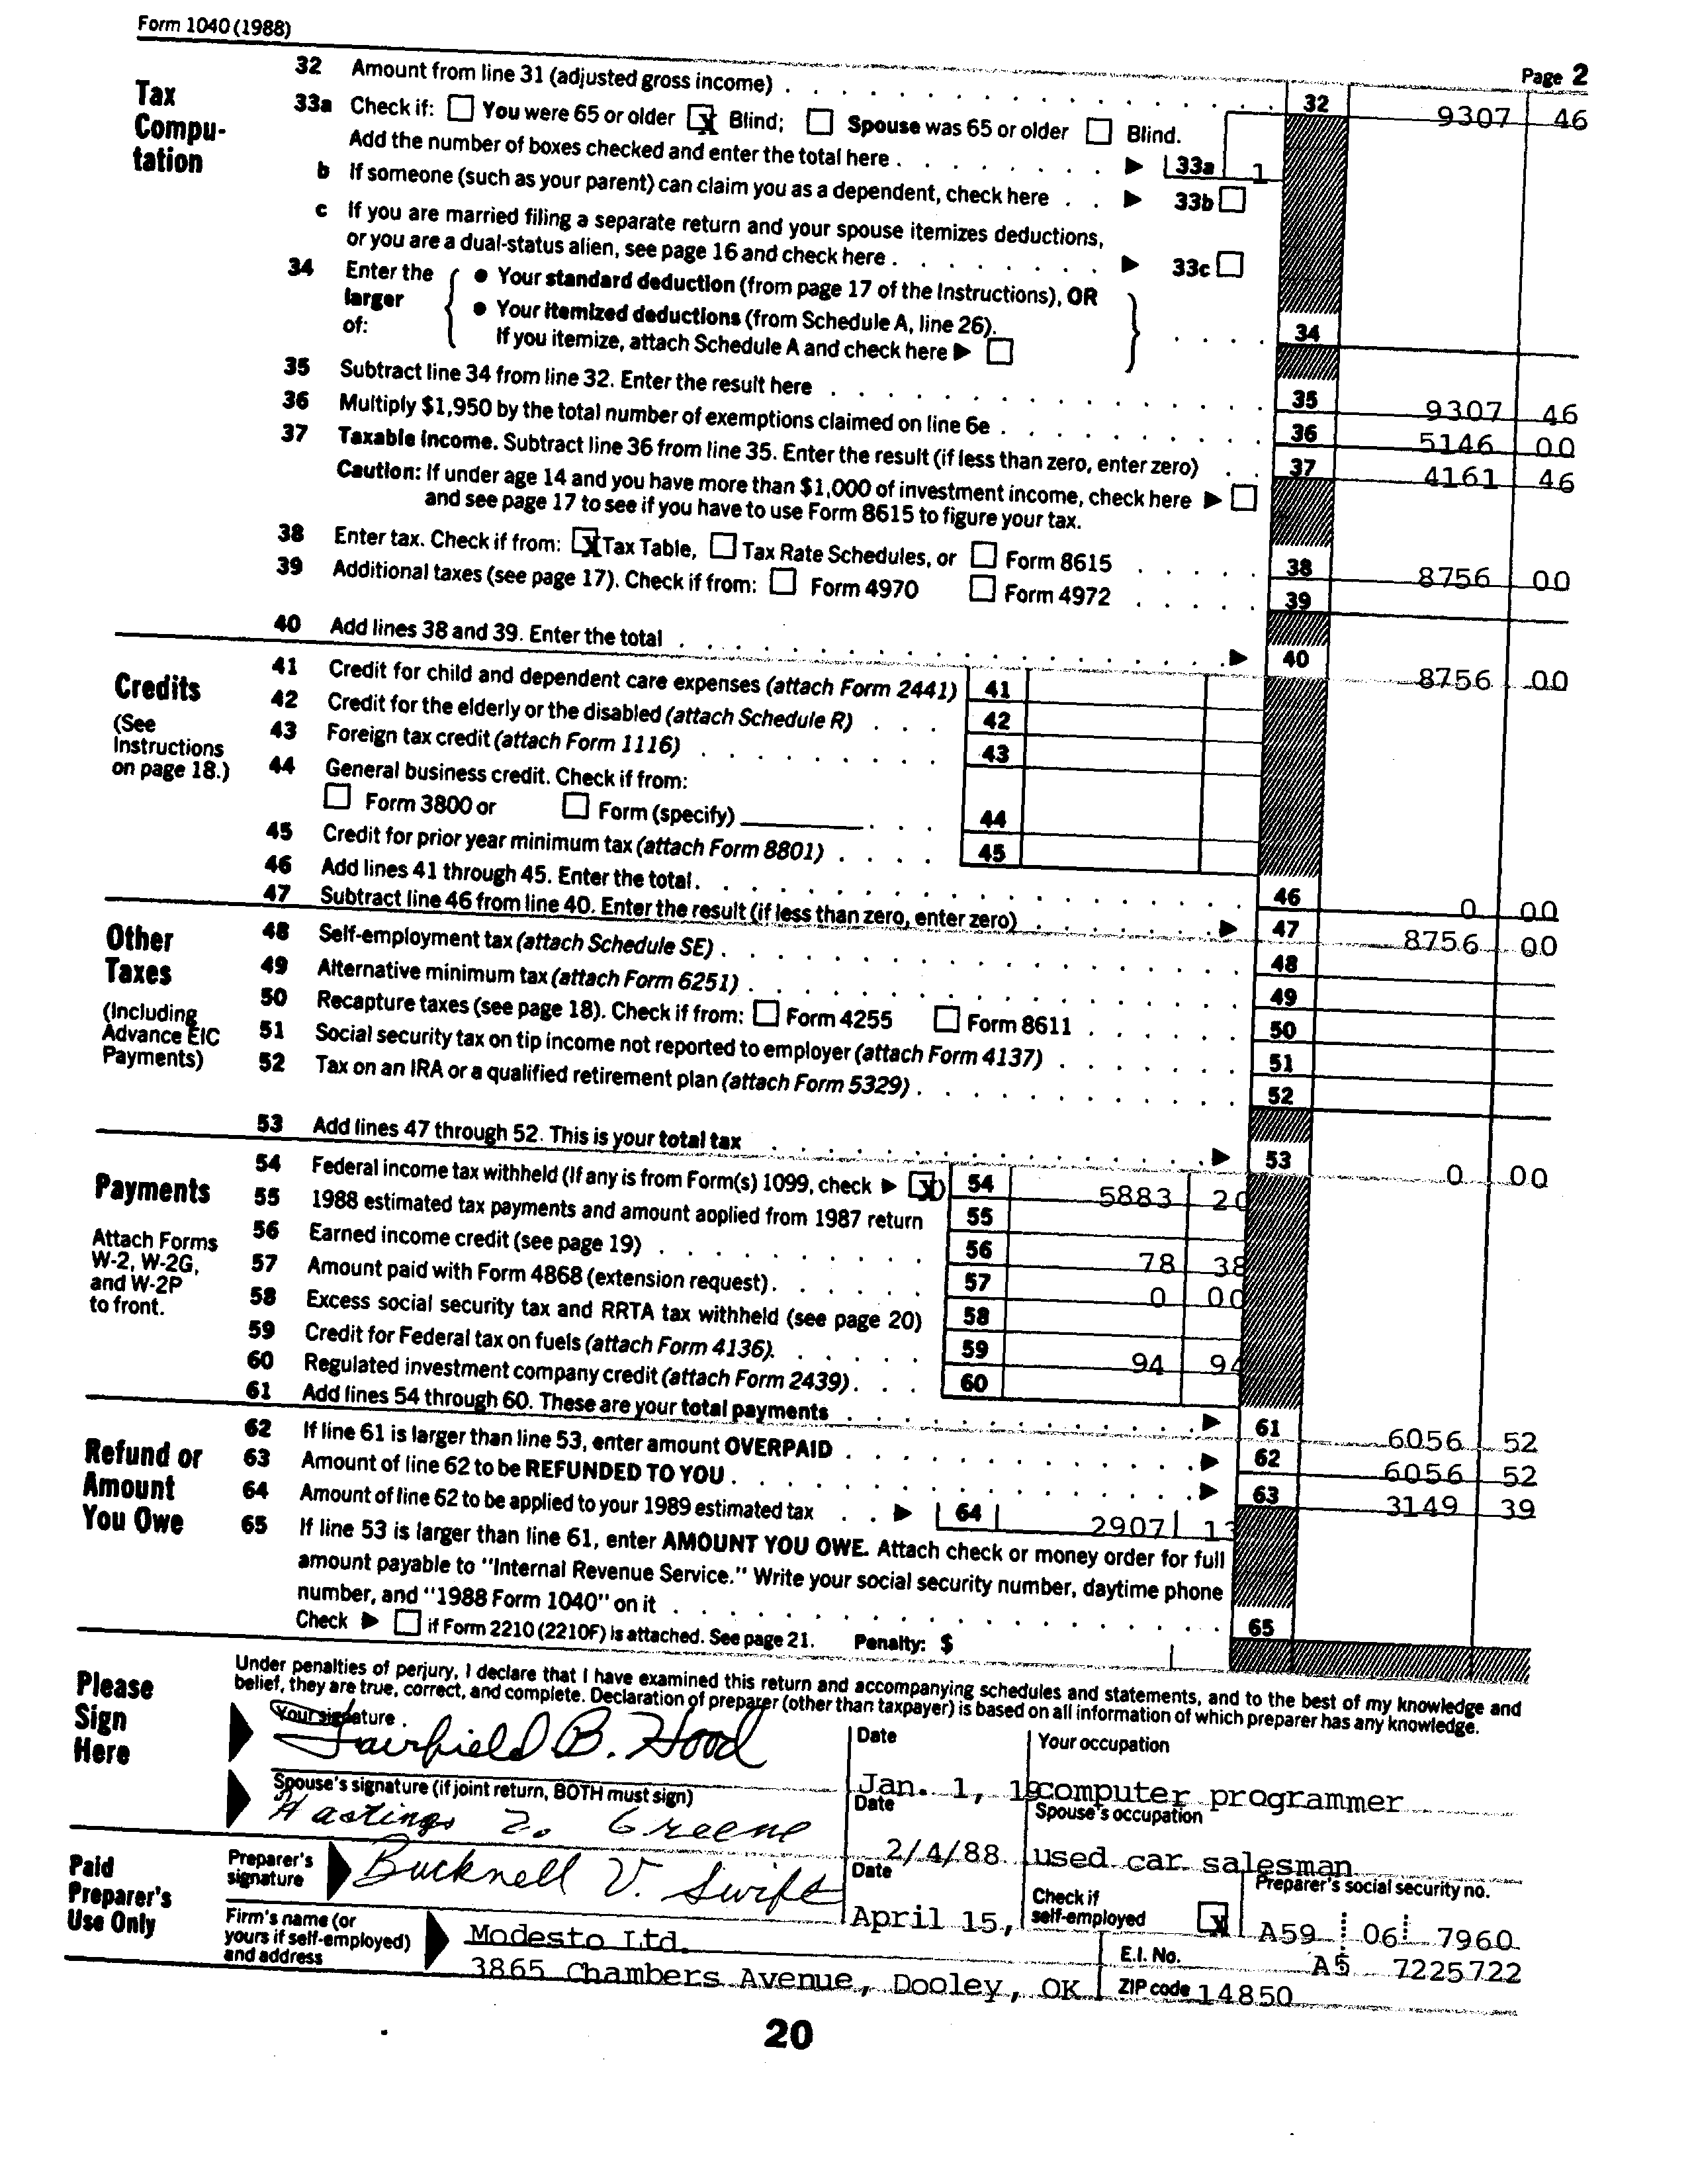 Form 1040 (1988)
Page 2
Tax Compu-tation
32 Amount from line 31 (adjusted gross income) 32 9307 46
33a Check if: You were 65 or older X Blind; Spouse was 65 or older Blind.
Add the number of boxes checked and enter the total here 33a 1
b If someone (such as your parent) can claim you as a dependent, check here 33b
c If you are married filing a separate return and your spouse itemizes deductions,
or you are a dual-status alien, see page 16 and check here 33c
34 Enter the larger of:
• Your standard deduction (from page 17 of the Instructions), OR
• Your itemized deductions (from Schedule A, line 26).
If you itemize, attach Schedule A and check here 34
35 Subtract line 34 from line 32. Enter the result here 35 9307 46
36 Multiply $1,950 by the total number of exemptions claimed on line 6e 36 5146 00
37 Taxable income. Subtract line 36 from line 35. Enter the result (if less than zero, enter zero) 37 4161 46
Caution: If under age 14 and you have more than $1,000 of investment income, check here
and see page 17 to see if you have to use Form 8615 to figure your tax.
38 Enter tax. Check if from: X Tax Table, Tax Rate Schedules, or Form 8615 38 8756 00
39 Additional taxes (see page 17). Check if from: Form 4970 Form 4972 39
40 Add lines 38 and 39. Enter the total 40 8756 00
Credits
(See Instructions on page 18.)
41 Credit for child and dependent care expenses (attach Form 2441) 41
42 Credit for the elderly or the disabled (attach Schedule R) 42
43 Foreign tax credit (attach Form 1116) 43
44 General business credit. Check if from:
Form 3800 or Form (specify) 44
45 Credit for prior year minimum tax (attach Form 8801) 45
46 Add lines 41 through 45. Enter the total. 46 0 00
47 Subtract line 46 from line 40. Enter the result (if less than zero, enter zero) 47 8756 00
Other Taxes
(Including Advance EIC Payments)
48 Self-employment tax (attach Schedule SE) 48
49 Alternative minimum tax (attach Form 6251) 49
50 Recapture taxes (see page 18). Check if from: Form 4255 Form 8611 50
51 Social security tax on tip income not reported to employer (attach Form 4137) 51
52 Tax on an IRA or a qualified retirement plan (attach Form 5329) 52
53 Add lines 47 through 52. This is your total tax 53 0 00
Payments
Attach Forms W-2, W-2G, and W-2P to front.
54 Federal income tax withheld (If any is from Form(s) 1099, check X ) 54 5883 20
55 1988 estimated tax payments and amount applied from 1987 return 55
56 Earned income credit (see page 19) 56 78 38
57 Amount paid with Form 4868 (extension request) 57 0 00
58 Excess social security tax and RRTA tax withheld (see page 20) 58
59 Credit for Federal tax on fuels (attach Form 4136) 59 94 94
60 Regulated investment company credit (attach Form 2439) 60
61 Add lines 54 through 60. These are your total payments 61 6056 52
Refund or Amount You Owe
62 If line 61 is larger than line 53, enter amount OVERPAID 62 6056 52
63 Amount of line 62 to be REFUNDED TO YOU 63 3149 39
64 Amount of line 62 to be applied to your 1989 estimated tax 64 2907 13
65 If line 53 is larger than line 61, enter AMOUNT YOU OWE. Attach check or money order for full
amount payable to "Internal Revenue Service." Write your social security number, daytime phone
number, and "1988 Form 1040" on it 65
Check if Form 2210 (2210F) is attached. See page 21. Penalty: $
Please Sign Here
Under penalties of perjury, I declare that I have examined this return and accompanying schedules and statements, and to the best of my knowledge and
belief, they are true, correct, and complete. Declaration of preparer (other than taxpayer) is based on all information of which preparer has any knowledge.
Your signature Date Your occupation
Fairfield B. Hood Jan. 1, 19 computer programmer
Spouse's signature (if joint return, BOTH must sign) Date Spouse's occupation
Hastings Z. Greene 2/4/88 used car salesman
Paid Preparer's Use Only
Preparer's signature Date Check if self-employed Preparer's social security no.
Bucknell V. Swift April 15, X A59 06 7960
Firm's name (or yours if self-employed) and address
Modesto Ltd. E.I. No. A5 7225722
3865 Chambers Avenue, Dooley, OK ZIP code 14850
20